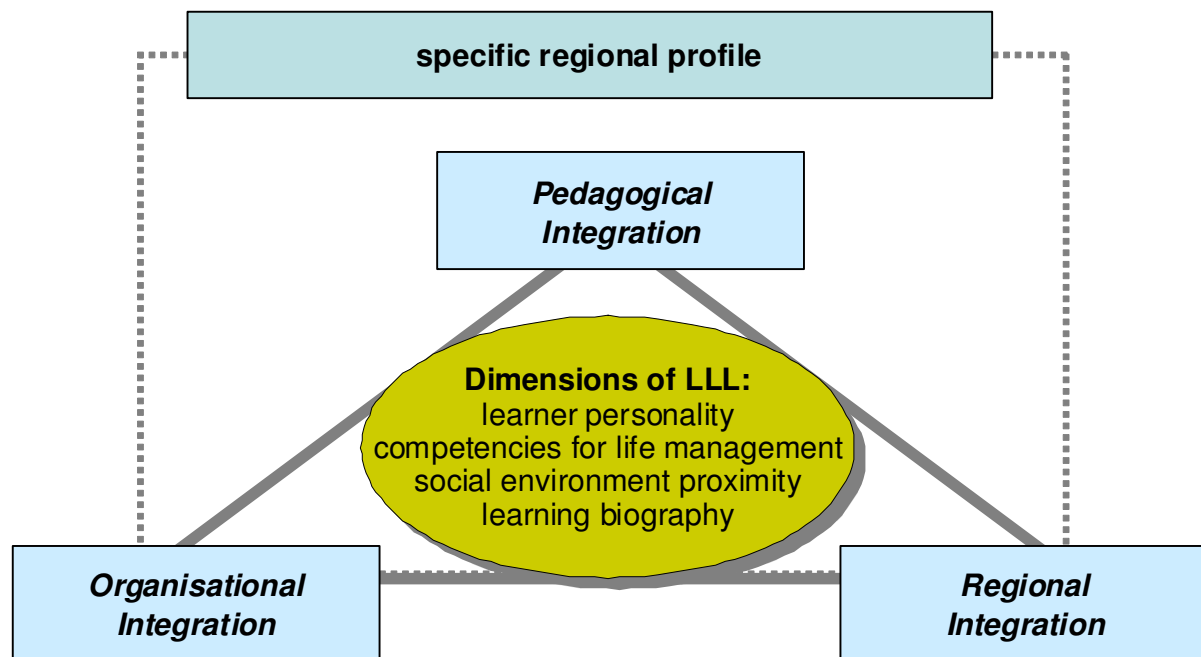 specific regional profile
Pedagogical
Integration
Dimensions of LLL:
learner personality
competencies for life management
social environment proximity
learning biography
Organisational
Integration
Regional
Integration